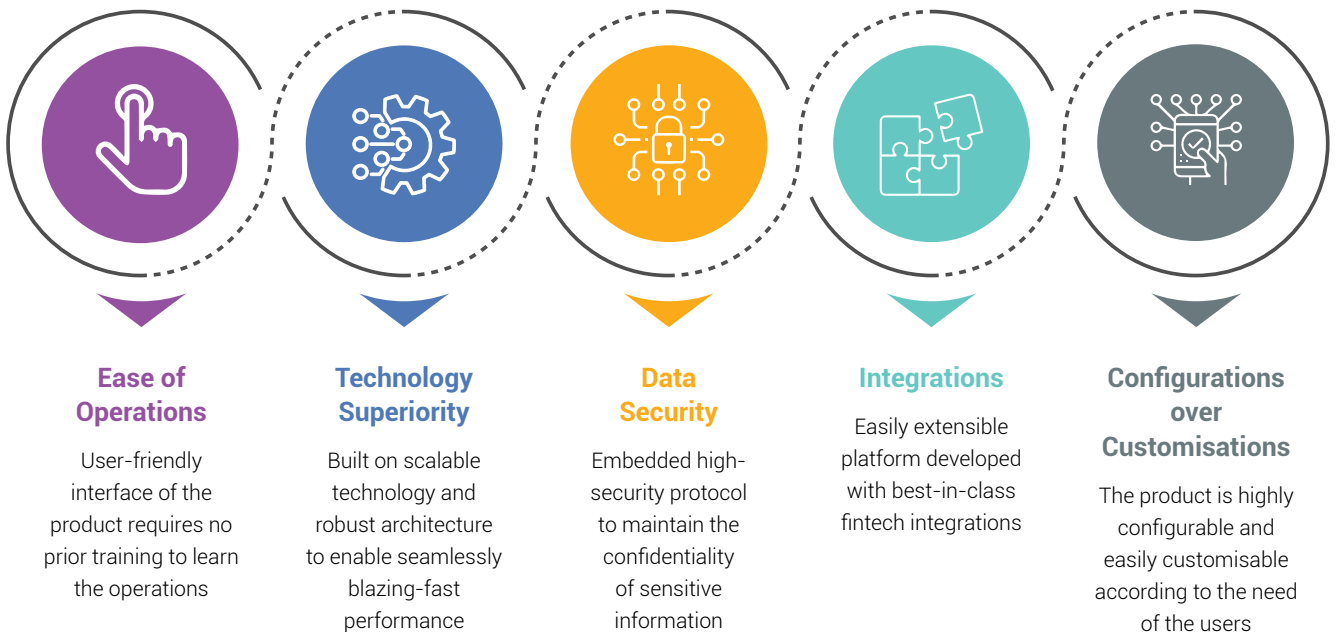 Ease of
Operations
User-friendly
interface of the
product requires no
prior training to learn
the operations
Technology
Superiority
Built on scalable
technology and
robust architecture
to enable seamlessly
blazing-fast
performance
Data
Security
Embedded high-
security protocol
to maintain the
confidentiality
of sensitive
information
Integrations
Easily extensible
platform developed
with best-in-class
fintech integrations
Configurations
over
Customisations
The product is highly
configurable and
easily customisable
according to the need
of the users